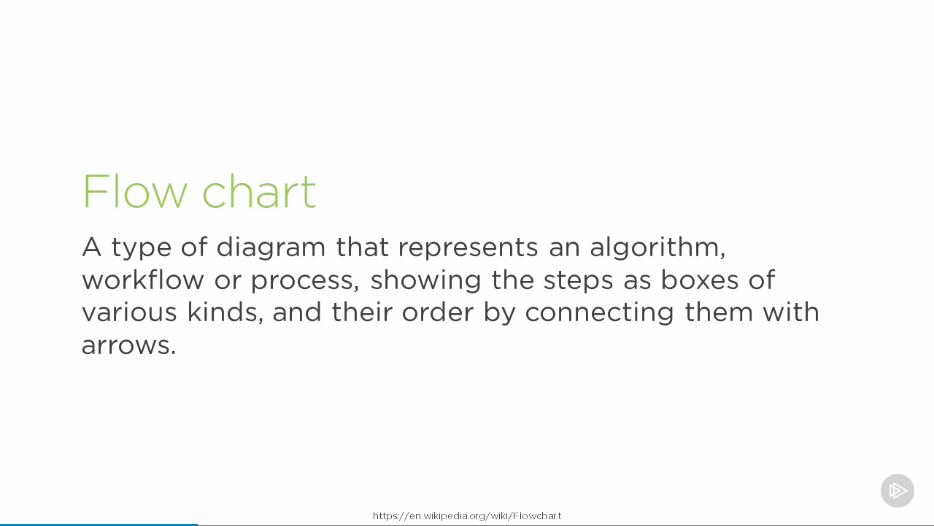 Flow chart
A type of diagram that represents an algorithm,
workflow or process, showing the steps as boxes of
various kinds, and their order by connecting them with
arrows.
https://en.wikipedia.org/wiki/Flowchart